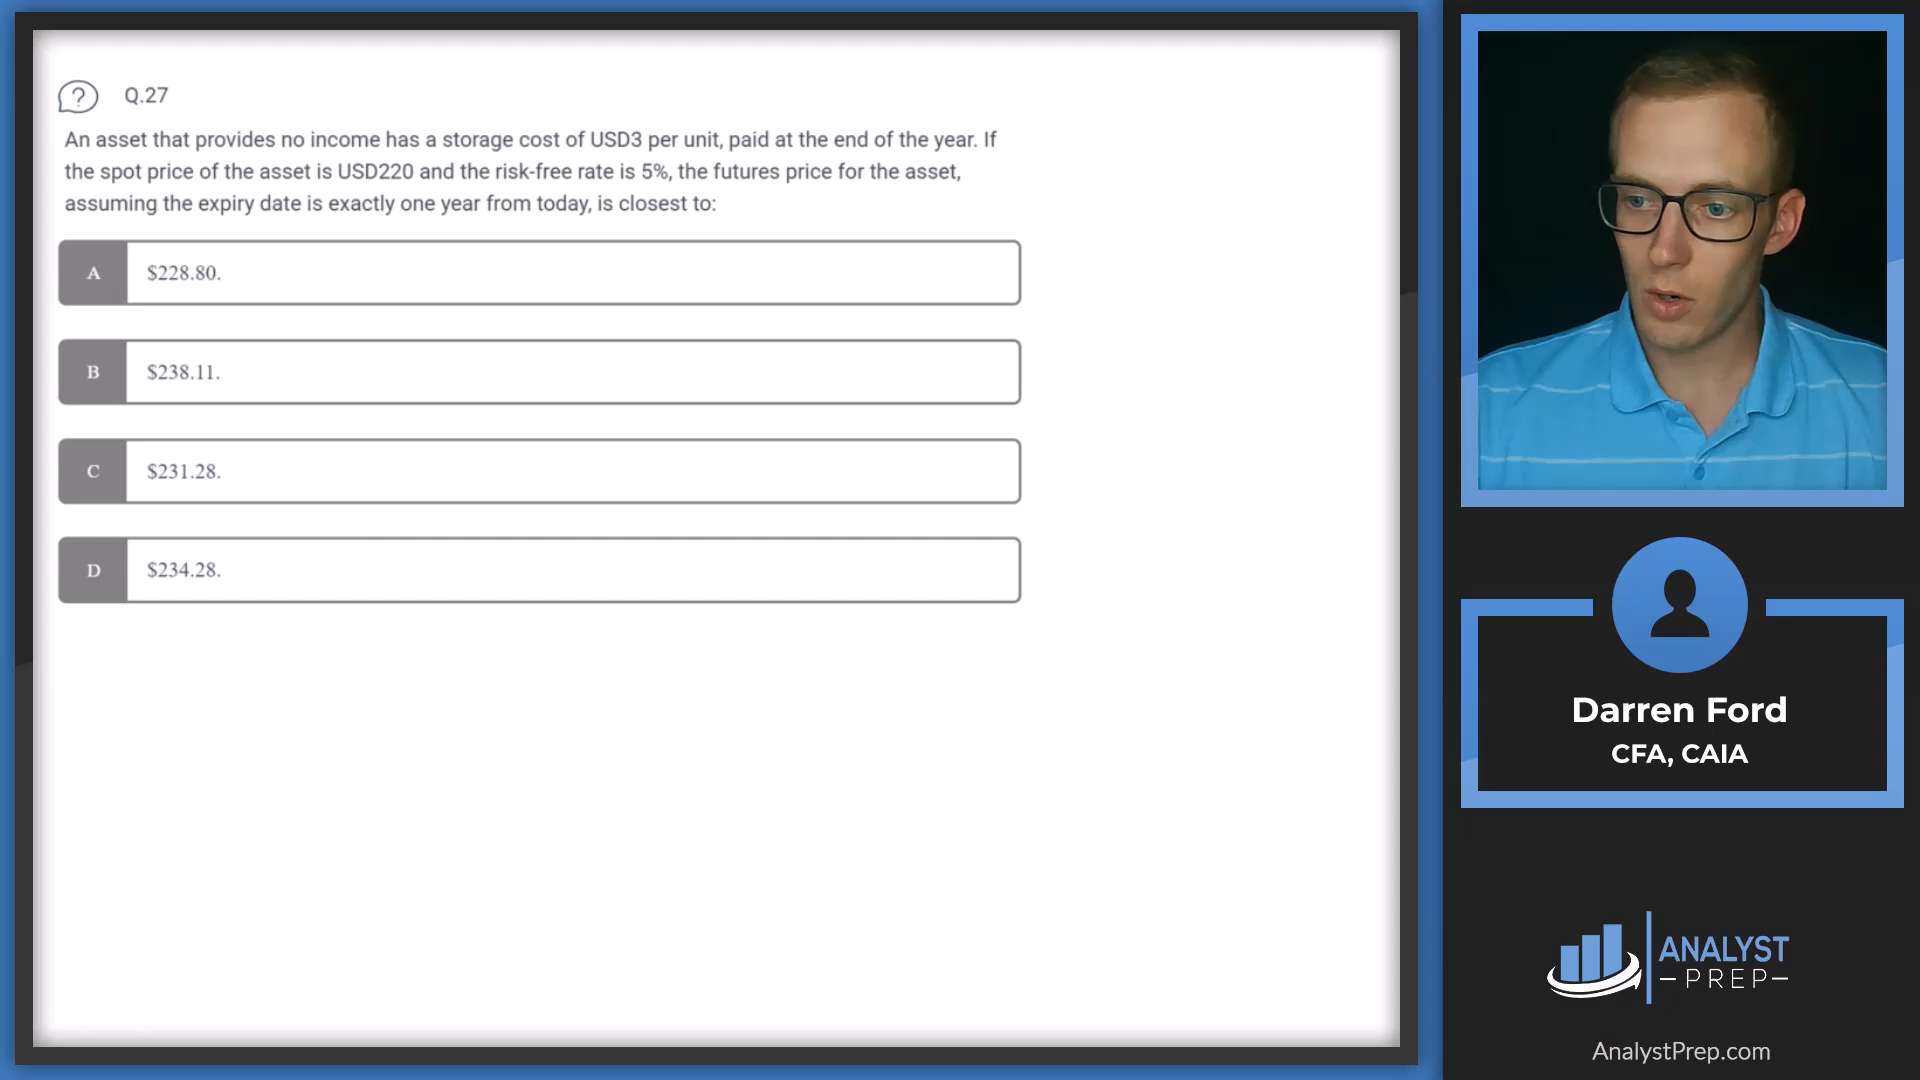 Q.27
An asset that provides no income has a storage cost of USD3 per unit, paid at the end of the year. If
the spot price of the asset is USD220 and the risk-free rate is 5%, the futures price for the asset,
assuming the expiry date is exactly one year from today, is closest to:
A $228.80.
B $238.11.
C $231.28.
D $234.28.
Darren Ford
CFA, CAIA
ANALYST
PREP
AnalystPrep.com